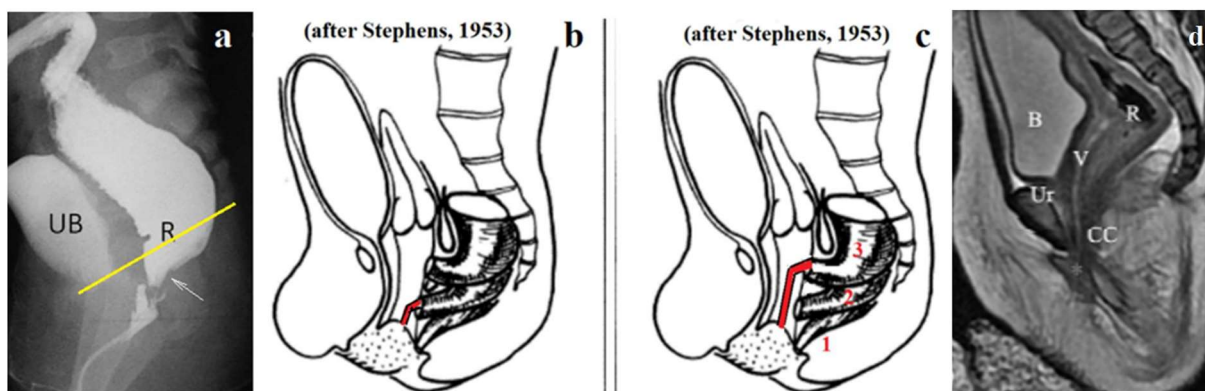 a
UB
R
(after Stephens, 1953)
b
(after Stephens, 1953)
c
3
2
1
d
B
R
V
Ur
CC
*